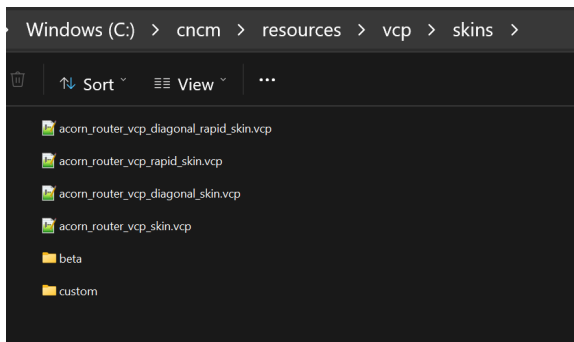 Windows (C:) > cncm > resources > vcp > skins >
Sort View ...
acorn_router_vcp_diagonal_rapid_skin.vcp
acorn_router_vcp_rapid_skin.vcp
acorn_router_vcp_diagonal_skin.vcp
acorn_router_vcp_skin.vcp
beta
custom